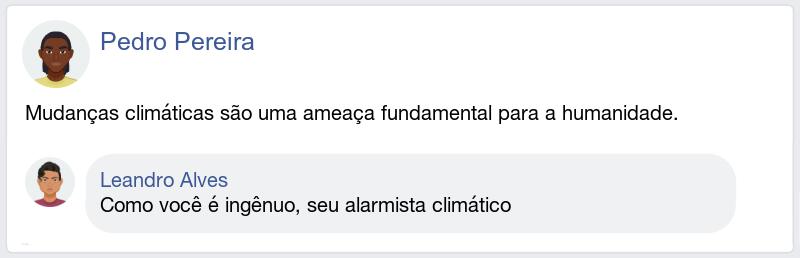 Pedro Pereira
Mudanças climáticas são uma ameaça fundamental para a humanidade.
Leandro Alves
Como você é ingênuo, seu alarmista climático